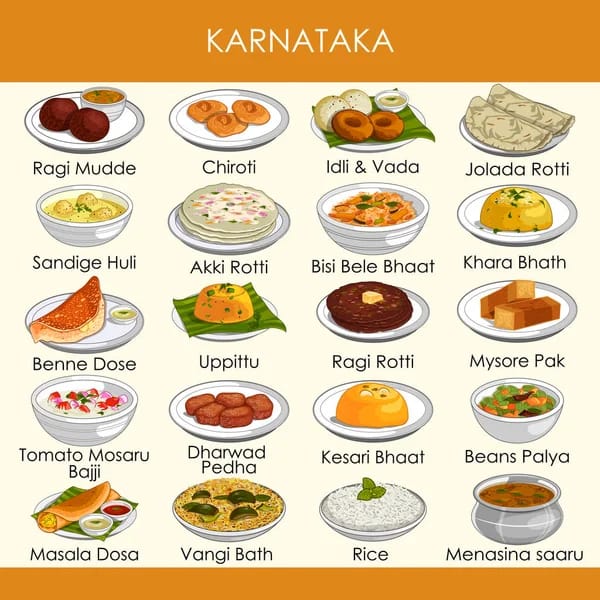 KARNATAKA
Ragi Mudde
Chiroti
Idli & Vada
Jolada Rotti
Sandige Huli
Akki Rotti
Bisi Bele Bhaat
Khara Bhath
Benne Dose
Uppittu
Ragi Rotti
Mysore Pak
Tomato Mosaru
Bajji
Dharwad
Pedha
Kesari Bhaat
Beans Palya
Masala Dosa
Vangi Bath
Rice
Menasina saaru